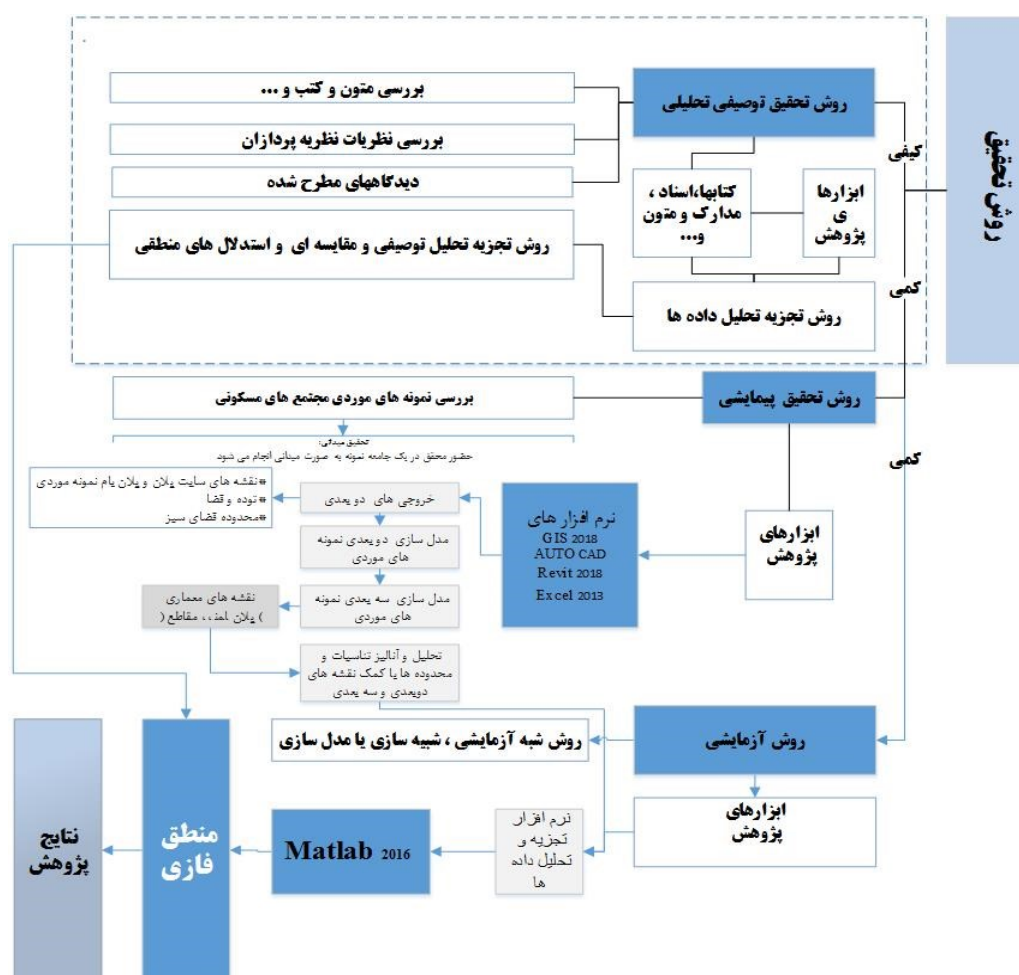 روش تحقیق
کیفی
کمی
کمی
روش تحقیق توصیفی تحلیلی
بررسی متون و کتب و ...
بررسی نظریات نظریه پردازان
دیدگاههای مطرح شده
ابزارها
ی
پژوهش
کتابها،اسناد ،
مدارک و متون
و...
روش تجزیه تحلیل داده ها
روش تجزیه تحلیل توصیفی و مقایسه ای و استدلال های منطقی
روش تحقیق پیمایشی
بررسی نمونه های موردی مجتمع های مسکونی
تحقیق میدانی:
حضور محقق در یک جامعه نمونه به صورت میدانی انجام می شود
ابزارهای
پژوهش
نرم افزار های
GIS 2018
AUTO CAD
Revit 2018
Excel 2013
خروجی های دو بعدی
#نقشه های سایت پلان و پلان بام نمونه موردی
#توده و فضا
#محدوده فضای سبز
مدل سازی دو بعدی نمونه
های موردی
مدل سازی سه بعدی نمونه
های موردی
نقشه های معماری
) پلان ،مقاطع (
تحلیل و آنالیز تناسبات و
محدوده ها با کمک نقشه های
دوبعدی و سه بعدی
روش آزمایشی
روش شبه آزمایشی ، شبیه سازی یا مدل سازی
ابزارهای
پژوهش
نرم افزار
تجزیه و
تحلیل داده
ها
Matlab 2016
منطق
فازی
نتایج
پژوهش